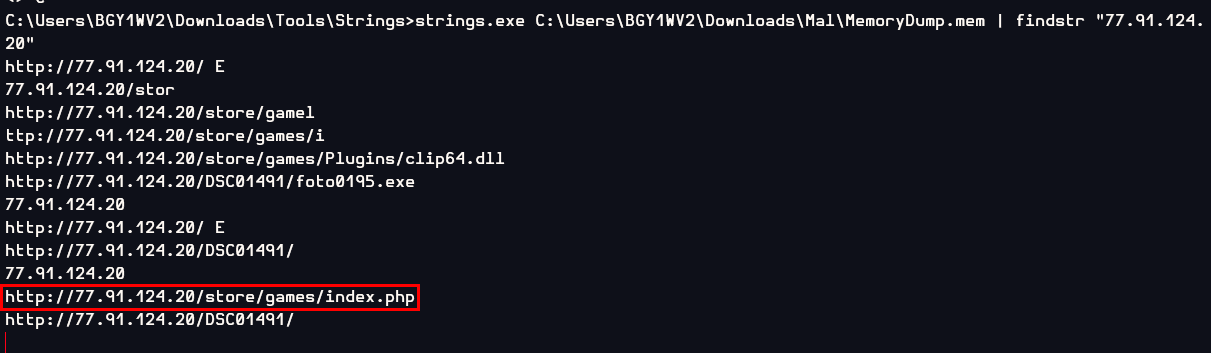 C:\Users\BGY1WV2\Downloads\Tools\Strings>strings.exe C:\Users\BGY1WV2\Downloads\Mal\MemoryDump.mem | findstr "77.91.124.
20"
http://77.91.124.20/ E
77.91.124.20/stor
http://77.91.124.20/store/gamel
ttp://77.91.124.20/store/games/i
http://77.91.124.20/store/games/Plugins/clip64.dll
http://77.91.124.20/DSC01491/foto0195.exe
77.91.124.20
http://77.91.124.20/ E
http://77.91.124.20/DSC01491/
77.91.124.20
http://77.91.124.20/store/games/index.php
http://77.91.124.20/DSC01491/